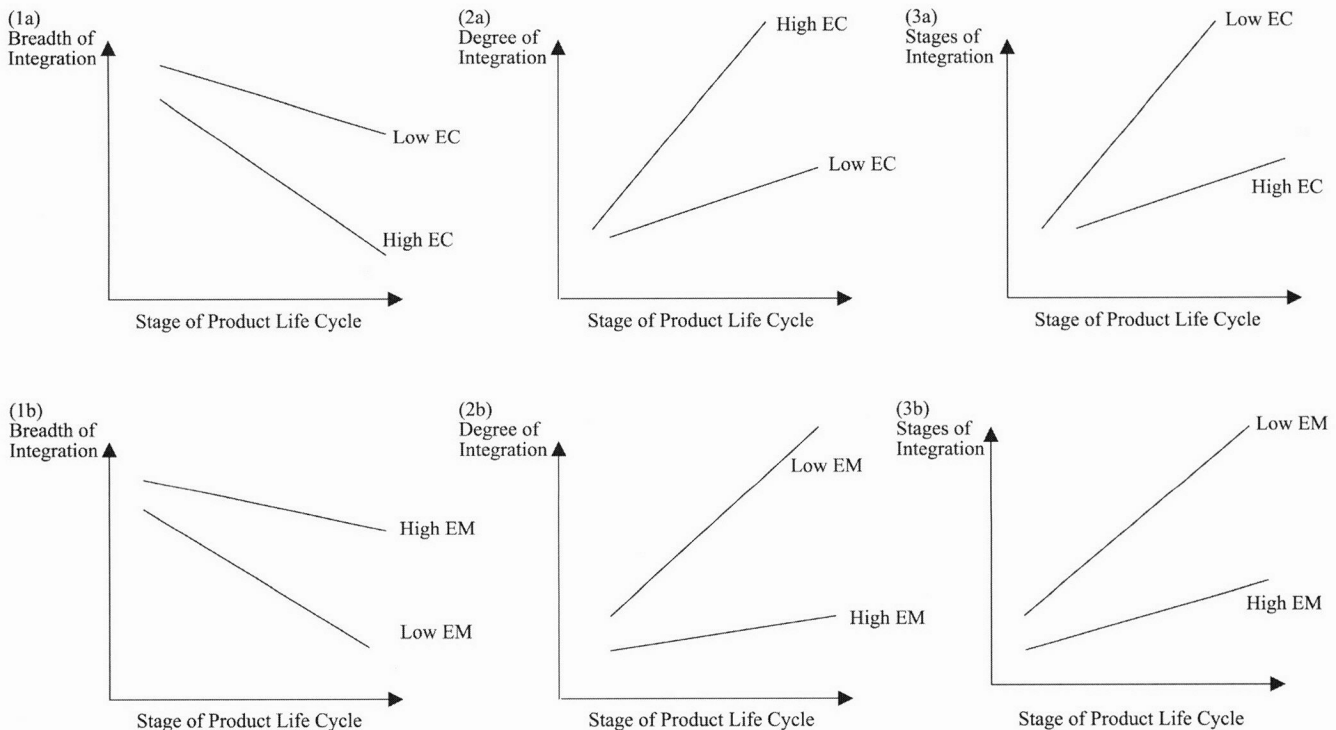 (1a)
Breadth of
Integration
Low EC
High EC
Stage of Product Life Cycle
(2a)
Degree of
Integration
High EC
Low EC
Stage of Product Life Cycle
(3a)
Stages of
Integration
Low EC
High EC
Stage of Product Life Cycle
(1b)
Breadth of
Integration
High EM
Low EM
Stage of Product Life Cycle
(2b)
Degree of
Integration
Low EM
High EM
Stage of Product Life Cycle
(3b)
Stages of
Integration
Low EM
High EM
Stage of Product Life Cycle